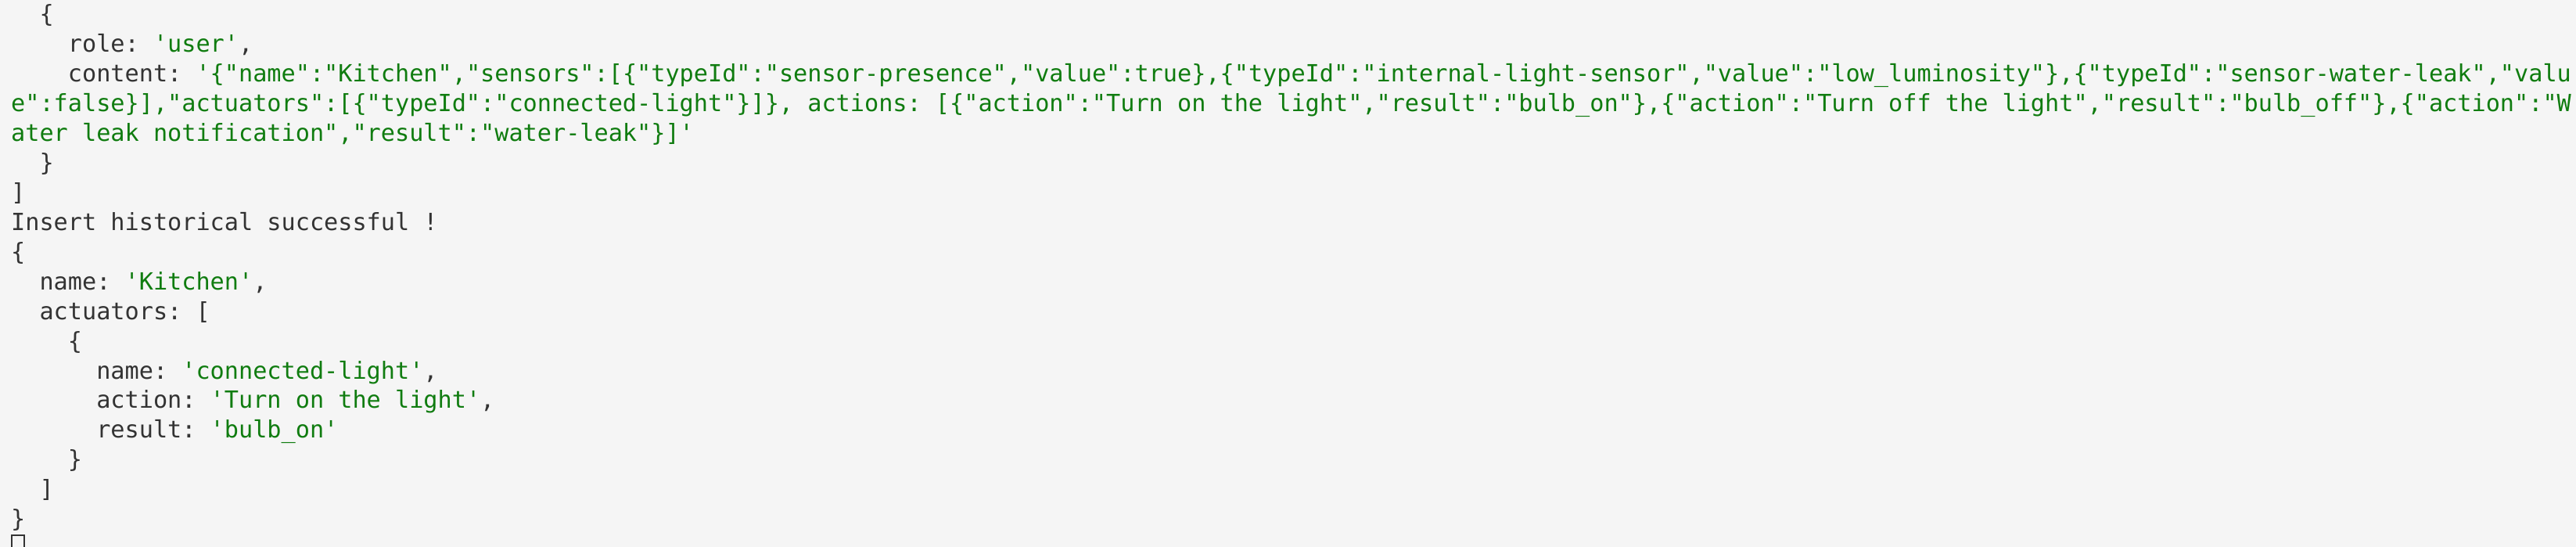 {
role: 'user',
content: '{"name":"Kitchen","sensors":[{"typeId":"sensor-presence","value":true},{"typeId":"internal-light-sensor","value":"low_luminosity"},{"typeId":"sensor-water-leak","valu
e":false}],"actuators":[{"typeId":"connected-light"}]}, actions: [{"action":"Turn on the light","result":"bulb_on"},{"action":"Turn off the light","result":"bulb_off"},{"action":"W
ater leak notification","result":"water-leak"}]'
}
]
Insert historical successful !
{
name: 'Kitchen',
actuators: [
{
name: 'connected-light',
action: 'Turn on the light',
result: 'bulb_on'
}
]
}